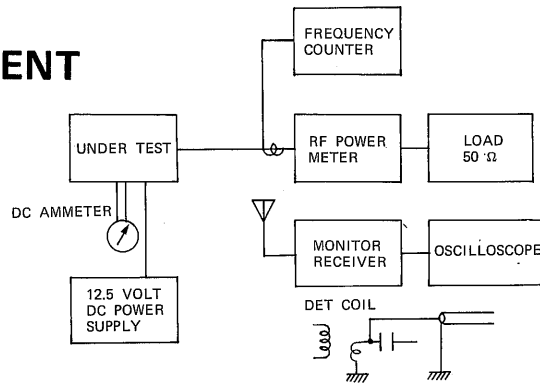 ENT
FREQUENCY
COUNTER
UNDER TEST
RF POWER
METER
LOAD
50 Ω
DC AMMETER
MONITOR
RECEIVER
OSCILLOSCOPE
12.5 VOLT
DC POWER
SUPPLY
DET COIL